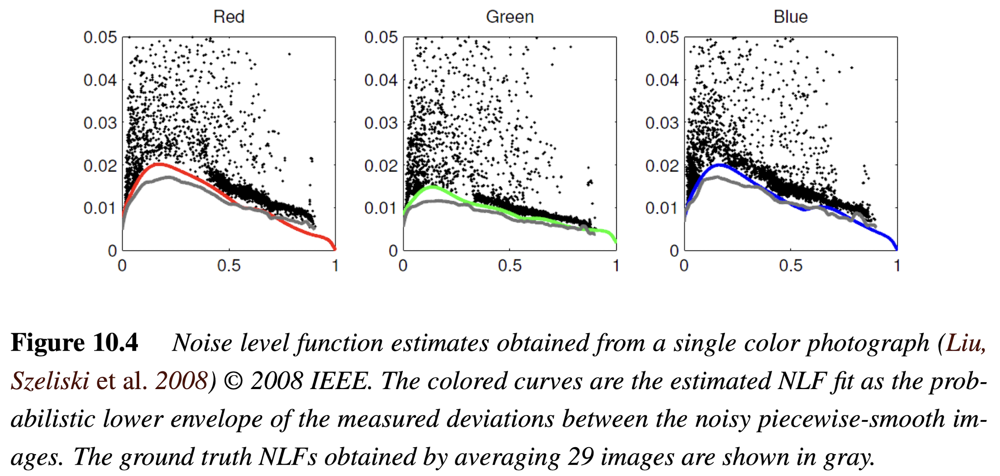 Red Green Blue
0.05 0.05 0.05
0.04 0.04 0.04
0.03 0.03 0.03
0.02 0.02 0.02
0.01 0.01 0.01
0 0 0
0 0.5 1 0 0.5 1 0 0.5 1
Figure 10.4 Noise level function estimates obtained from a single color photograph (Liu,
Szeliski et al. 2008) © 2008 IEEE. The colored curves are the estimated NLF fit as the prob-
abilistic lower envelope of the measured deviations between the noisy piecewise-smooth im-
ages. The ground truth NLFs obtained by averaging 29 images are shown in gray.